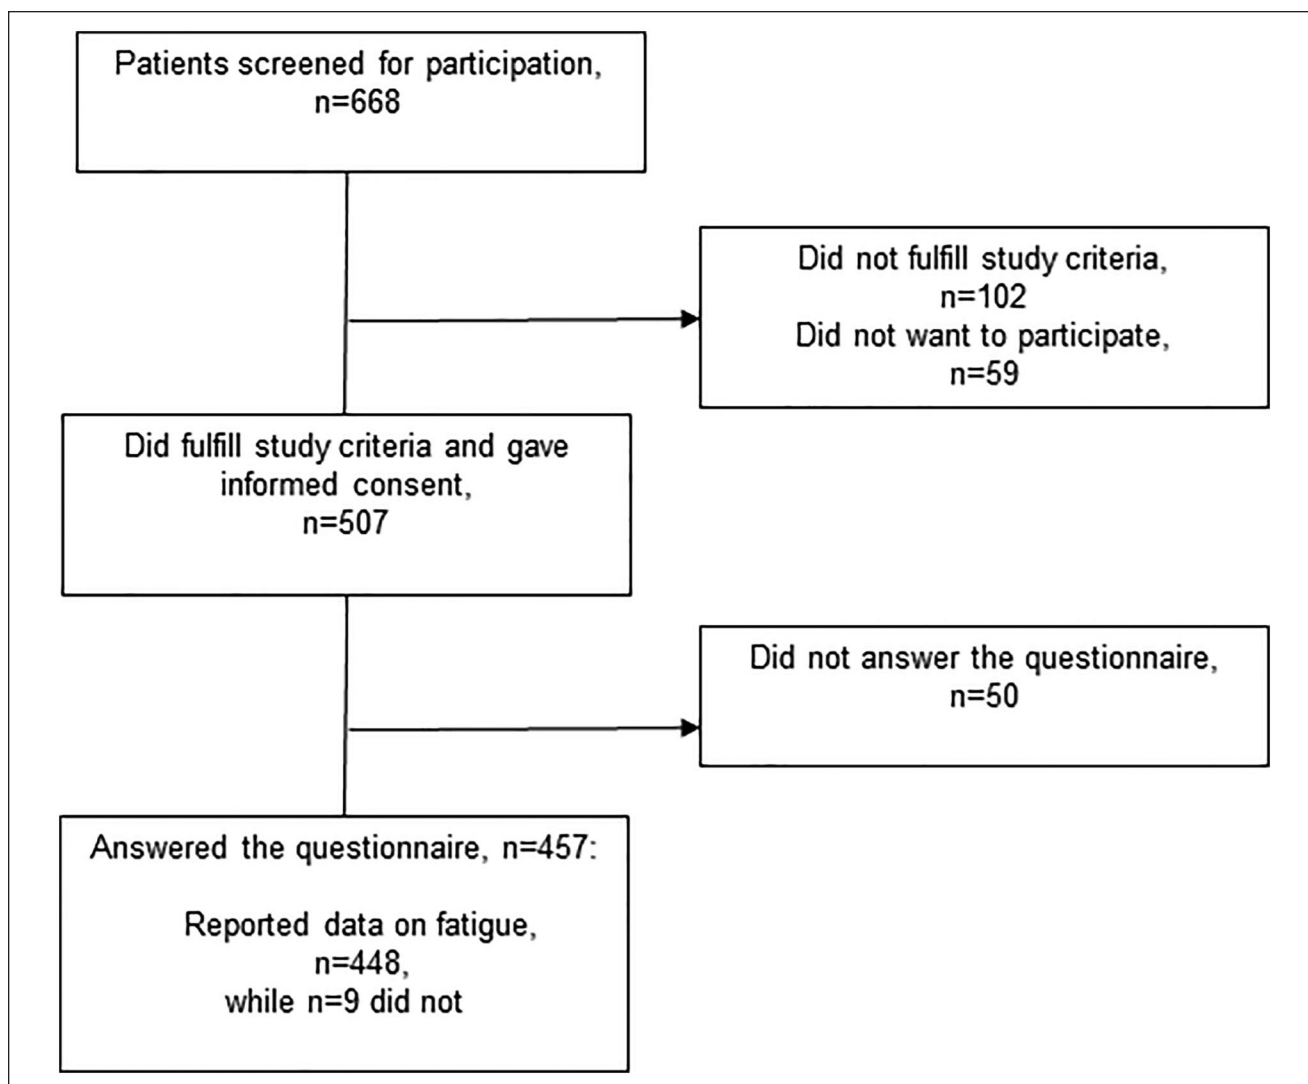 Patients screened for participation,
n=668
Did not fulfill study criteria,
n=102
Did not want to participate,
n=59
Did fulfill study criteria and gave
informed consent,
n=507
Did not answer the questionnaire,
n=50
Answered the questionnaire, n=457:
Reported data on fatigue,
n=448,
while n=9 did not